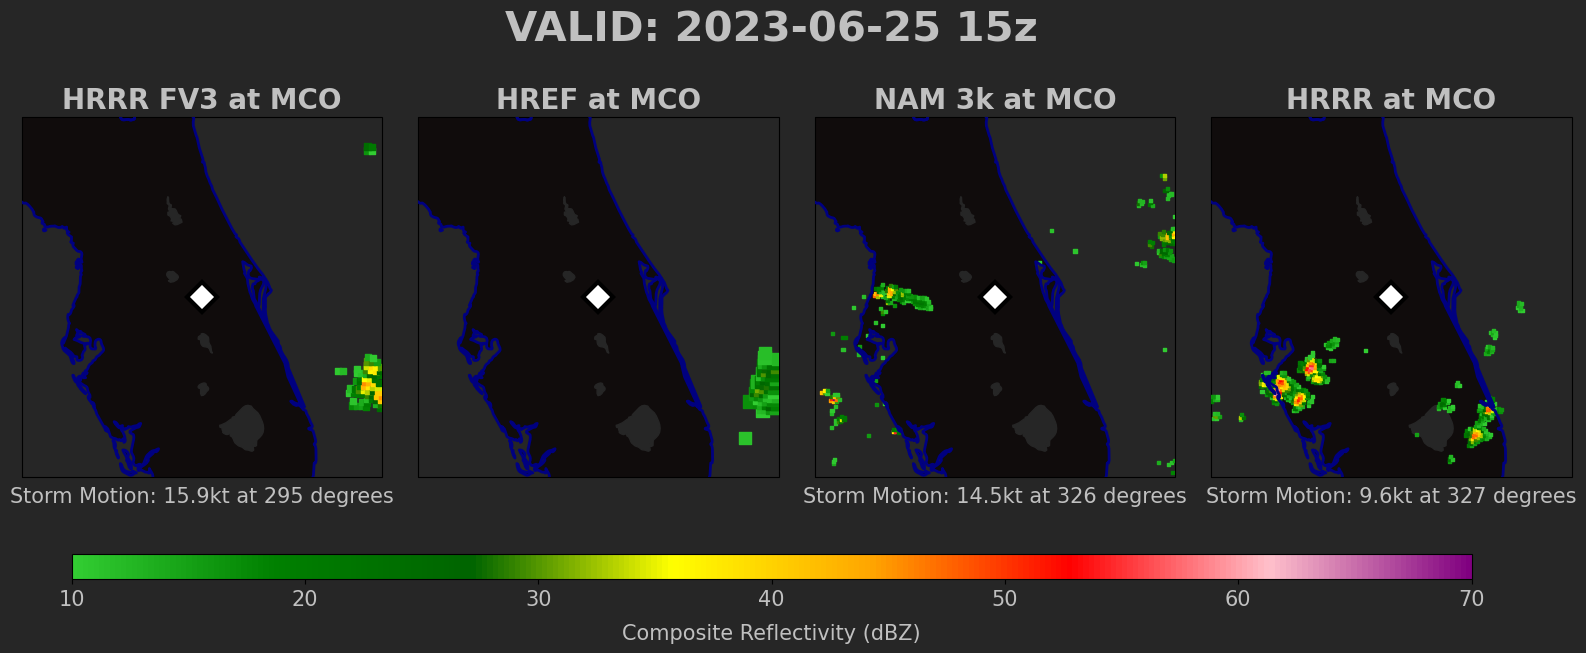 VALID: 2023-06-25 15z
HRRR FV3 at MCO
HREF at MCO
NAM 3k at MCO
HRRR at MCO
Storm Motion: 15.9kt at 295 degrees
Storm Motion: 14.5kt at 326 degrees
Storm Motion: 9.6kt at 327 degrees
10 20 30 40 50 60 70
Composite Reflectivity (dBZ)